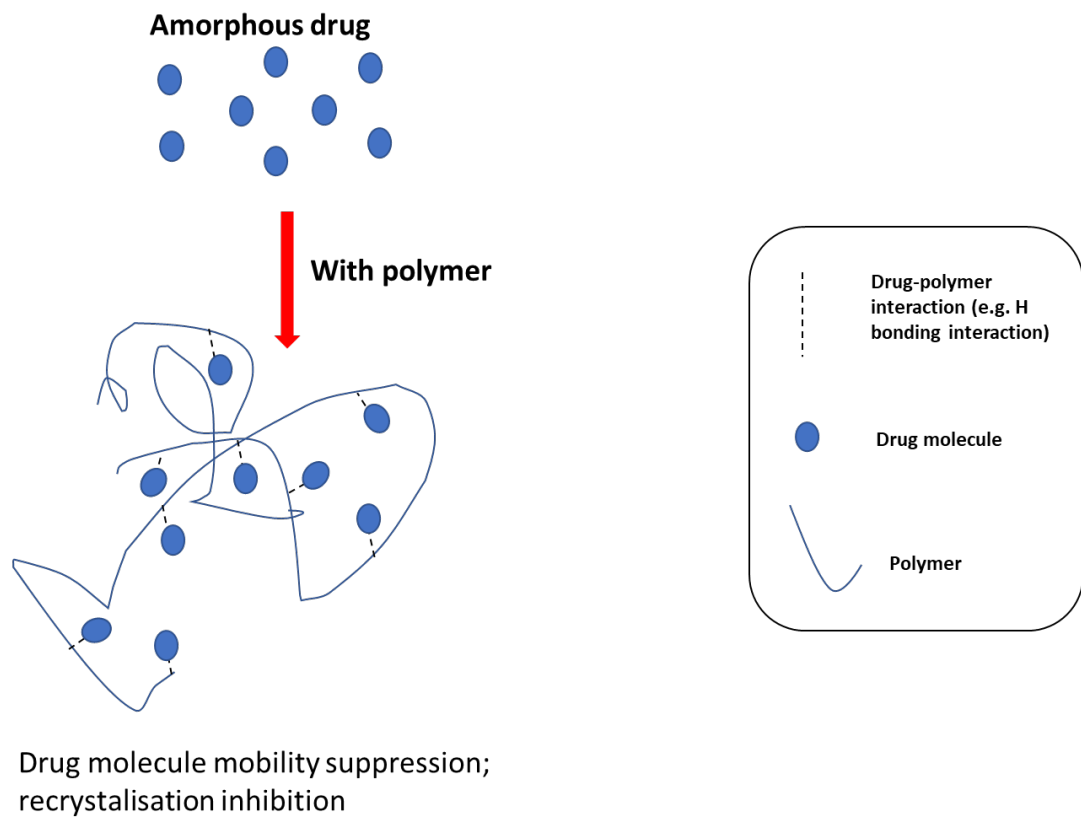 Amorphous drug
With polymer
Drug-polymer
interaction (e.g. H
bonding interaction)
Drug molecule
Polymer
Drug molecule mobility suppression;
recrystalisation inhibition